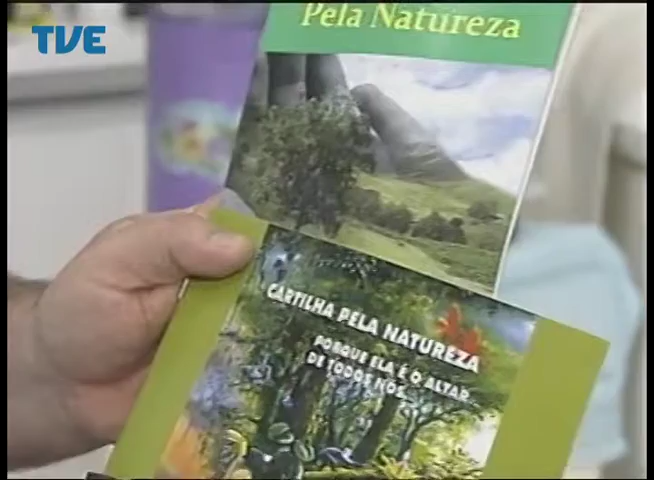 TVE
Pela Natureza
CARTILHA PELA NATUREZA
PORQUE ELA É O ALTAR
DE TODOS NÓS